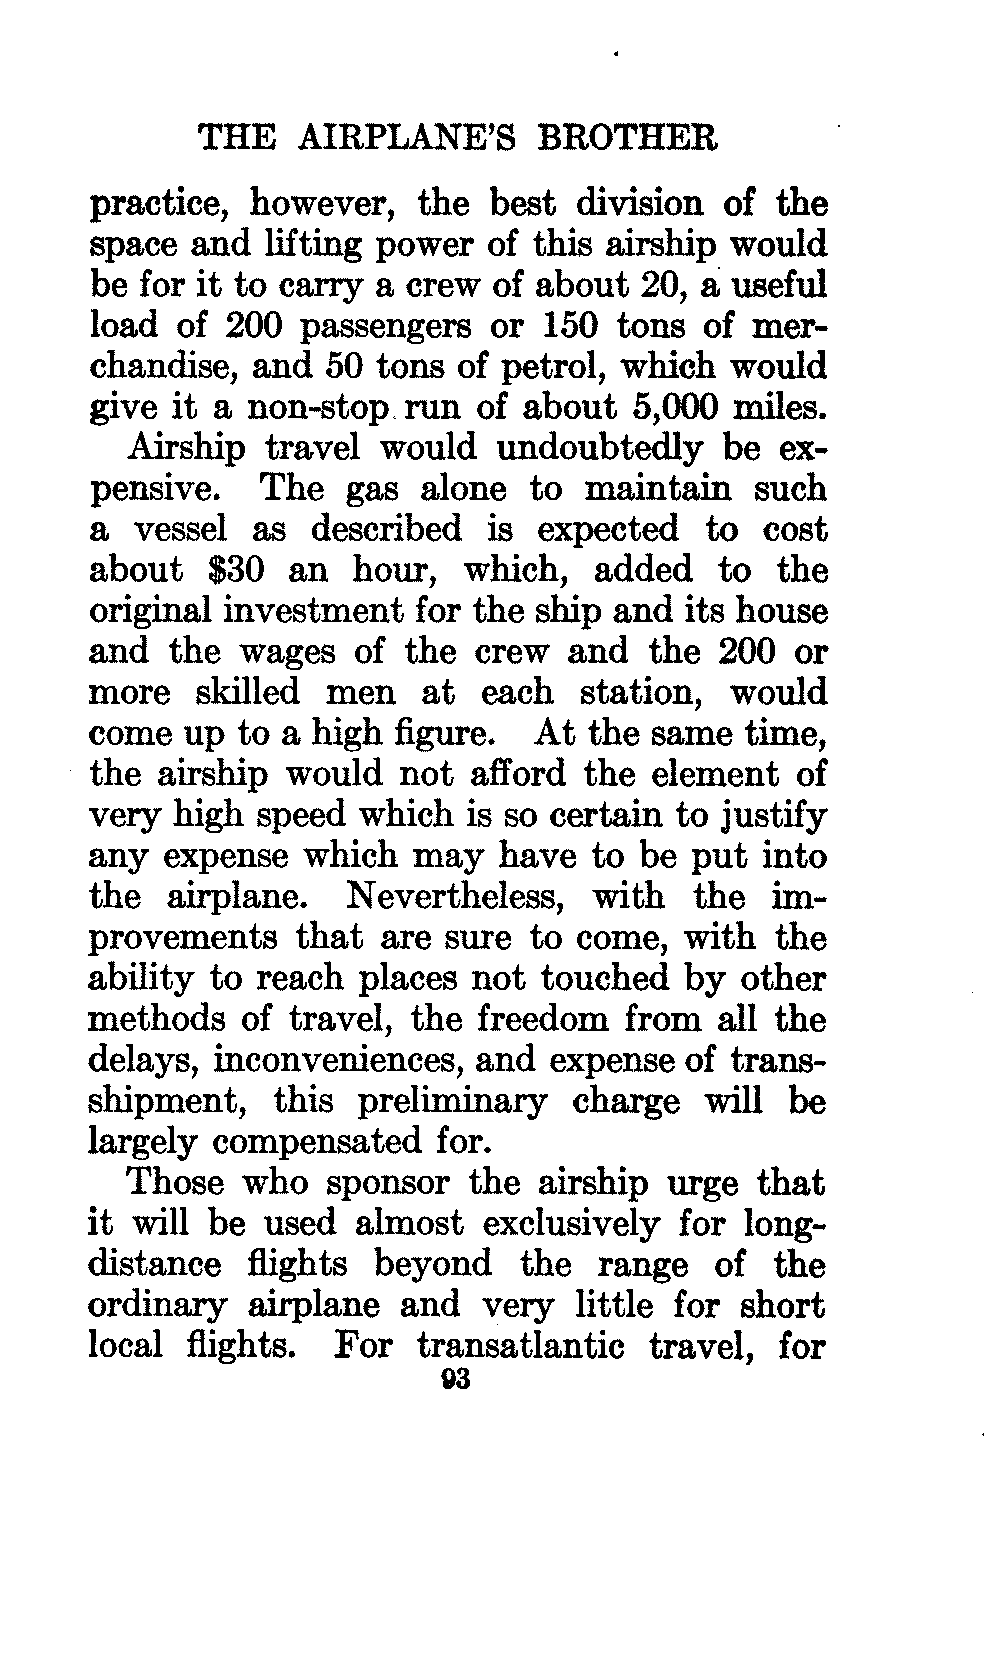 THE AIRPLANE'S BROTHER
practice, however, the best division of the
space and lifting power of this airship would
be for it to carry a crew of about 20, a useful
load of 200 passengers or 150 tons of mer-
chandise, and 50 tons of petrol, which would
give it a non-stop run of about 5,000 miles.
Airship travel would undoubtedly be ex-
pensive. The gas alone to maintain such
a vessel as described is expected to cost
about $30 an hour, which, added to the
original investment for the ship and its house
and the wages of the crew and the 200 or
more skilled men at each station, would
come up to a high figure. At the same time,
the airship would not afford the element of
very high speed which is so certain to justify
any expense which may have to be put into
the airplane. Nevertheless, with the im-
provements that are sure to come, with the
ability to reach places not touched by other
methods of travel, the freedom from all the
delays, inconveniences, and expense of trans-
shipment, this preliminary charge will be
largely compensated for.
Those who sponsor the airship urge that
it will be used almost exclusively for long-
distance flights beyond the range of the
ordinary airplane and very little for short
local flights. For transatlantic travel, for
93